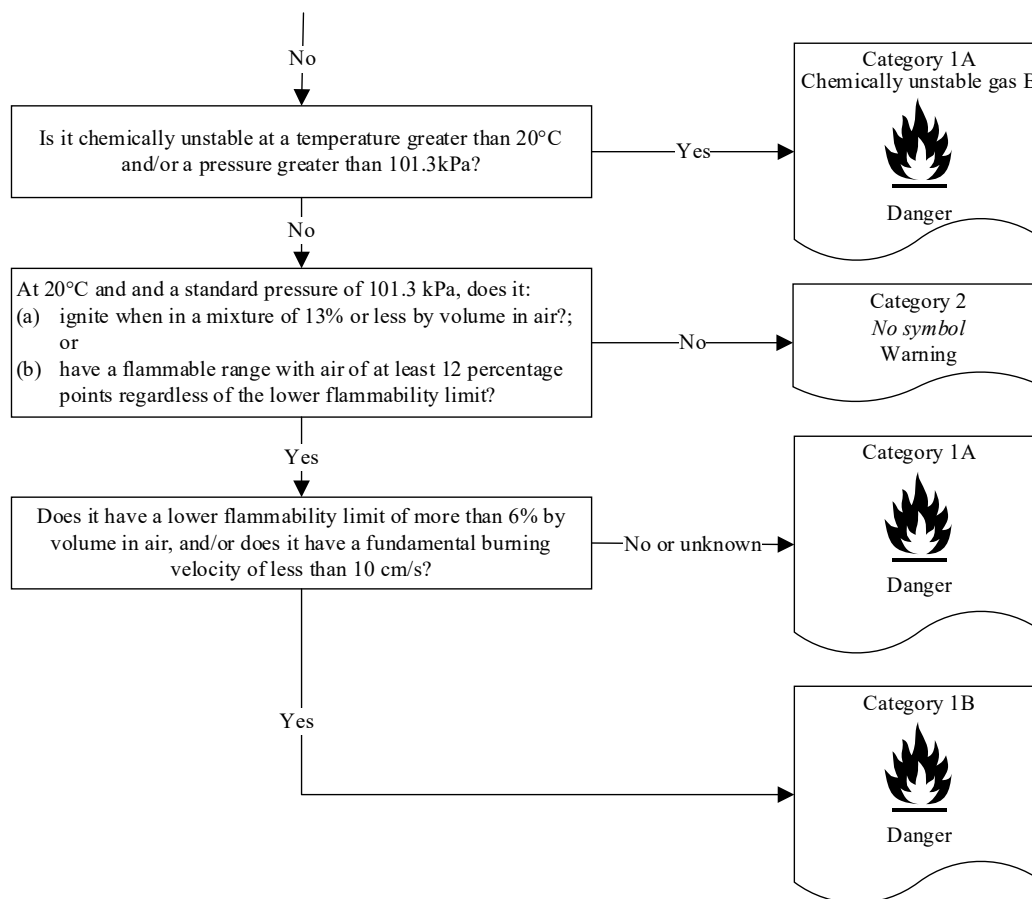 No
Is it chemically unstable at a temperature greater than 20°C
and/or a pressure greater than 101.3kPa?
Yes
Category 1A
Chemically unstable gas B
Danger
No
At 20°C and and a standard pressure of 101.3 kPa, does it:
(a) ignite when in a mixture of 13% or less by volume in air?;
or
(b) have a flammable range with air of at least 12 percentage
points regardless of the lower flammability limit?
No
Category 2
No symbol
Warning
Yes
Does it have a lower flammability limit of more than 6% by
volume in air, and/or does it have a fundamental burning
velocity of less than 10 cm/s?
No or unknown
Category 1A
Danger
Yes
Category 1B
Danger